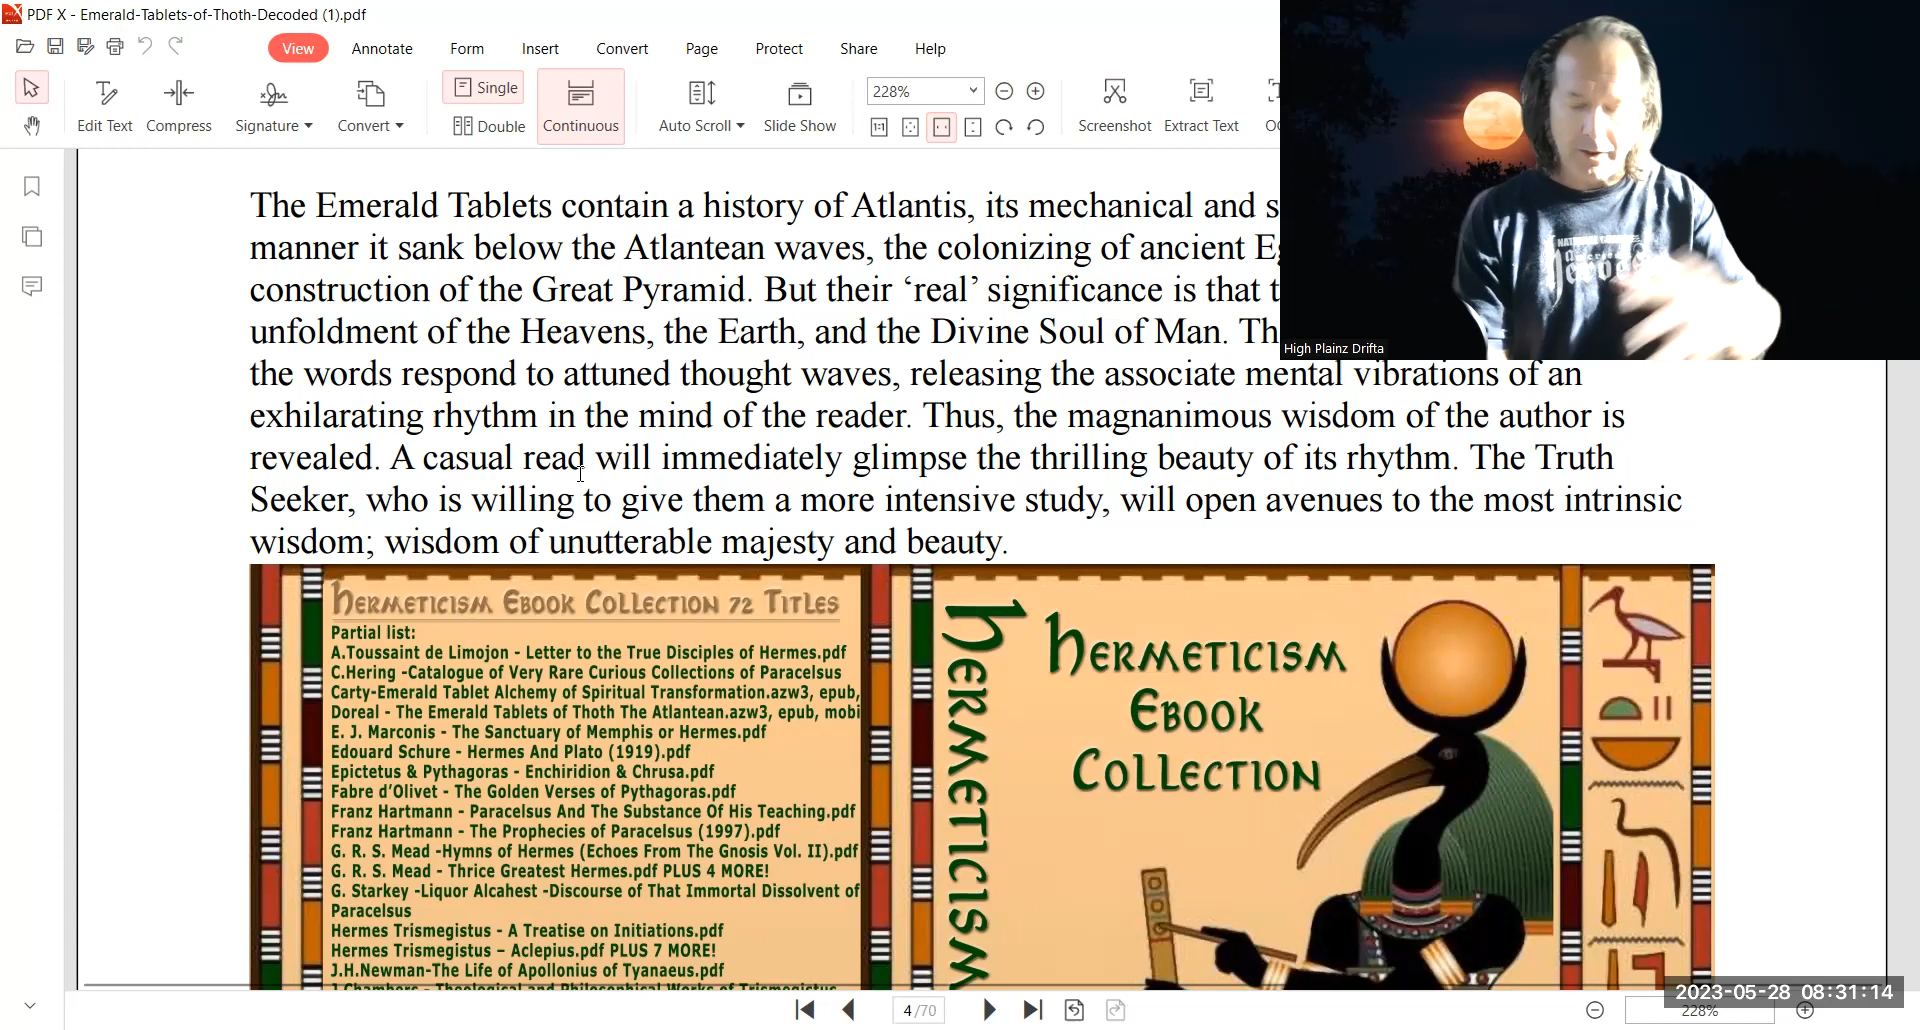 PDF X - Emerald-Tablets-of-Thoth-Decoded (1).pdf
View Annotate Form Insert Convert Page Protect Share Help
Single
228%
Edit Text Compress Signature Convert Double Continuous Auto Scroll Slide Show Screenshot Extract Text
The Emerald Tablets contain a history of Atlantis, its mechanical and s
manner it sank below the Atlantean waves, the colonizing of ancient Eg
construction of the Great Pyramid. But their ‘real’ significance is that t
unfoldment of the Heavens, the Earth, and the Divine Soul of Man. Th
High Plainz Drifta
the words respond to attuned thought waves, releasing the associate mental vibrations of an
exhilarating rhythm in the mind of the reader. Thus, the magnanimous wisdom of the author is
revealed. A casual read will immediately glimpse the thrilling beauty of its rhythm. The Truth
Seeker, who is willing to give them a more intensive study, will open avenues to the most intrinsic
wisdom; wisdom of unutterable majesty and beauty.
Hermeticism Ebook Collection 72 Titles
Partial list:
A.Toussaint de Limojon - Letter to the True Disciples of Hermes.pdf
C.Hering -Catalogue of Very Rare Curious Collections of Paracelsus
Carty-Emerald Tablet Alchemy of Spiritual Transformation.azw3, epub,
Doreal - The Emerald Tablets of Thoth The Atlantean.azw3, epub, mobi
E. J. Marconis - The Sanctuary of Memphis or Hermes.pdf
Edouard Schure - Hermes And Plato (1919).pdf
Epictetus & Pythagoras - Enchiridion & Chrusa.pdf
Fabre d'Olivet - The Golden Verses of Pythagoras.pdf
Franz Hartmann - Paracelsus And The Substance Of His Teaching.pdf
Franz Hartmann - The Prophecies of Paracelsus (1997).pdf
G. R. S. Mead -Hymns of Hermes (Echoes From The Gnosis Vol. II).pdf
G. R. S. Mead - Thrice Greatest Hermes.pdf PLUS 4 MORE!
G. Starkey -Liquor Alcahest -Discourse of That Immortal Dissolvent of
Paracelsus
Hermes Trismegistus - A Treatise on Initiations.pdf
Hermes Trismegistus – Aclepius.pdf PLUS 7 MORE!
J.H.Newman-The Life of Apollonius of Tyanaeus.pdf
J.Chambers - Theological and Philosophical Works of Trismegistus
Hermeticism
Hermeticism
Ebook
Collection
4/70
2023-05-28 08:31:14
228%